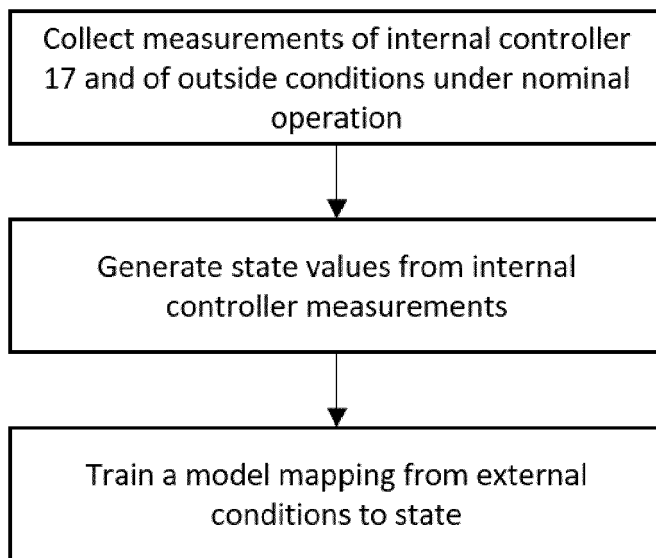 Collect measurements of internal controller
17 and of outside conditions under nominal
operation
Generate state values from internal
controller measurements
Train a model mapping from external
conditions to state